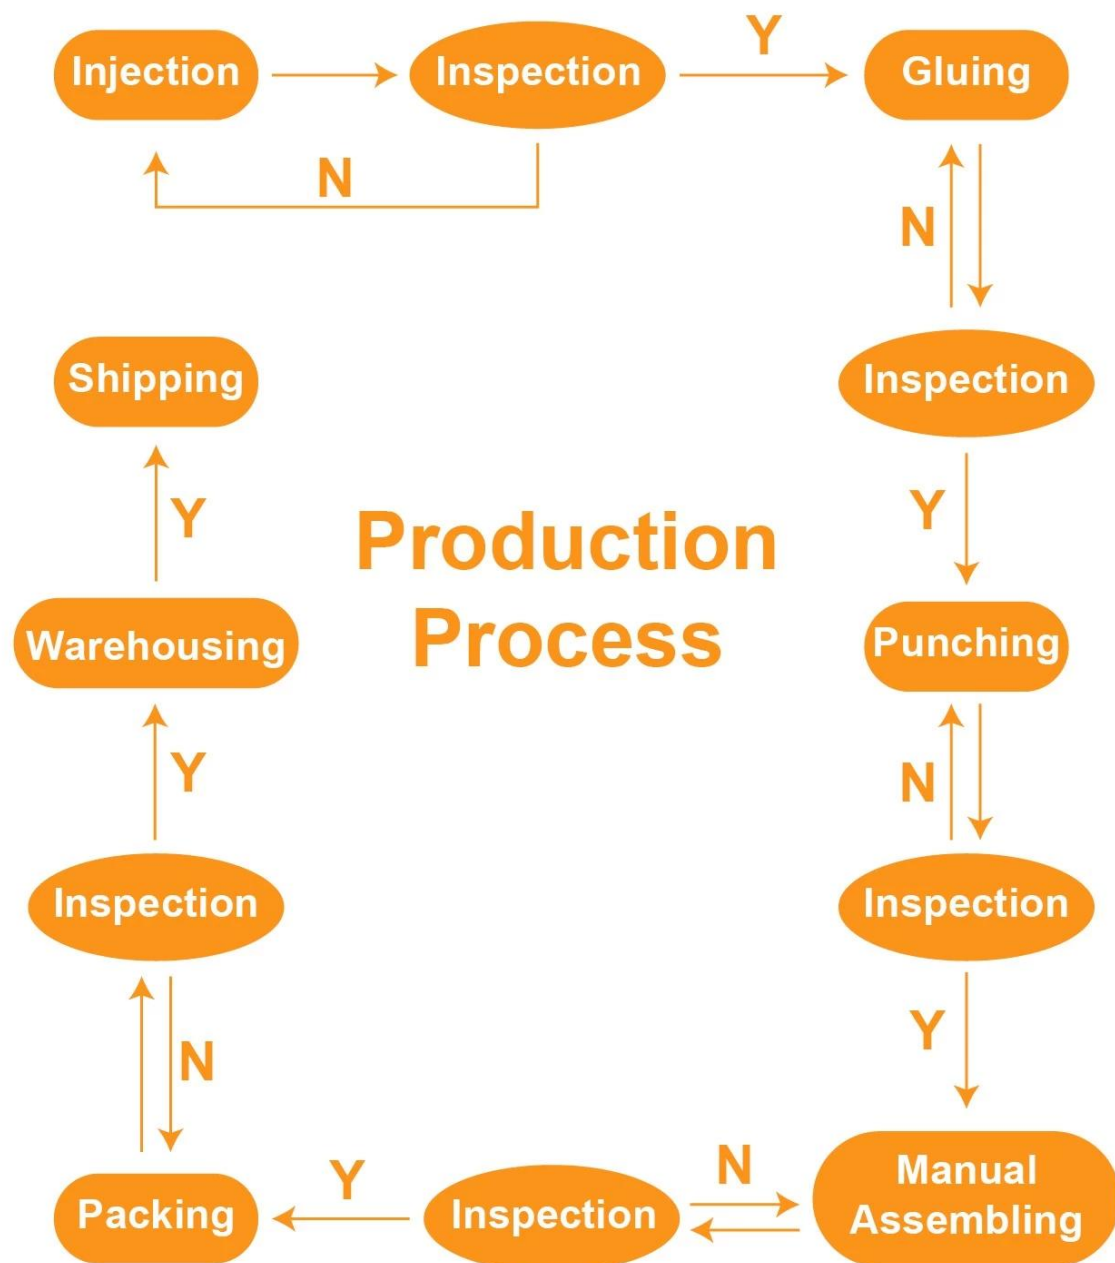 Injection
Inspection
Y
Gluing
N
N
Inspection
Y
Punching
N
Inspection
Y
Manual
Assembling
N
Inspection
Y
Packing
N
Inspection
Y
Warehousing
Y
Shipping
Production
Process